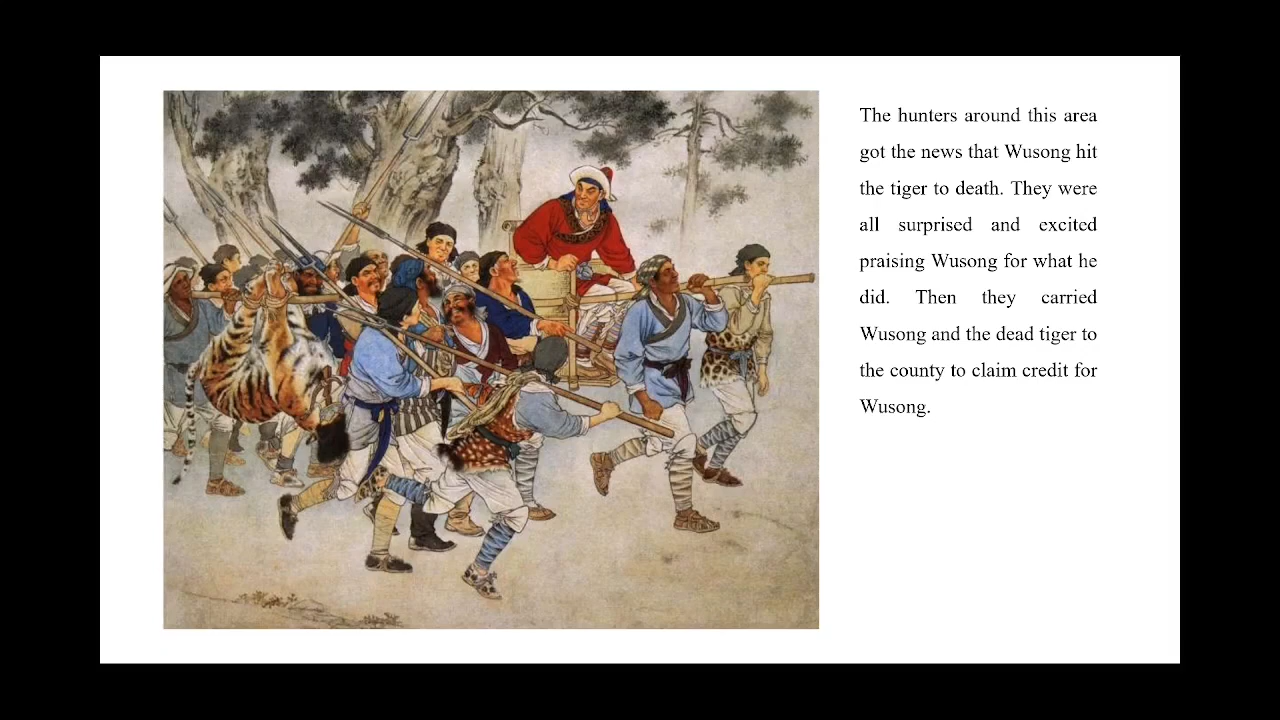 The hunters around this area
got the news that Wusong hit
the tiger to death. They were
all surprised and excited
praising Wusong for what he
did. Then they carried
Wusong and the dead tiger to
the county to claim credit for
Wusong.